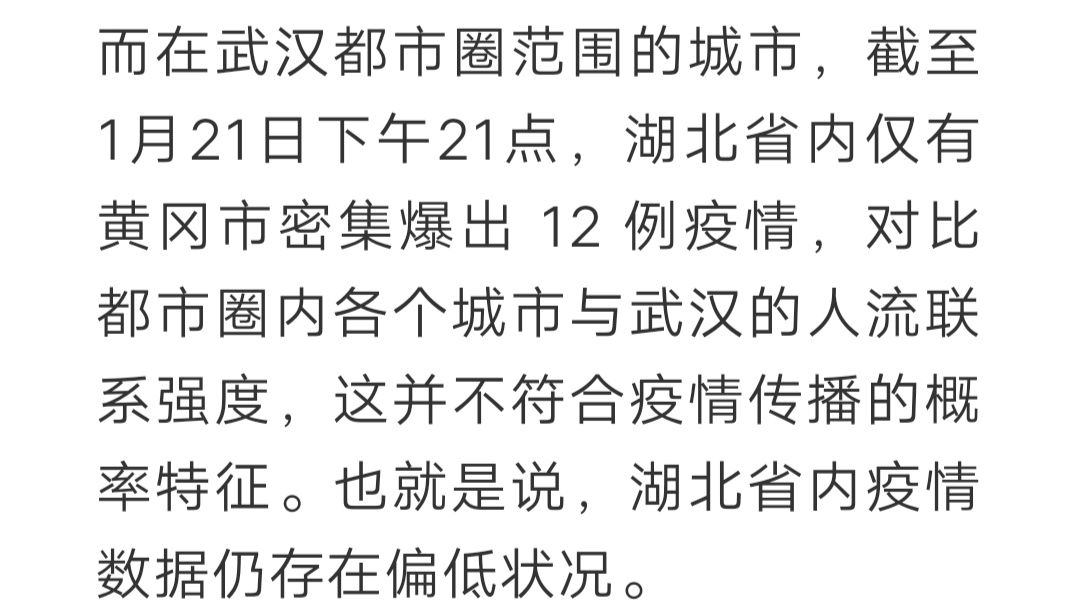 而在武汉都市圈范围的城市，截至
1月21日下午21点，湖北省内仅有
黄冈市密集爆出 12 例疫情，对比
都市圈内各个城市与武汉的人流联
系强度，这并不符合疫情传播的概
率特征。也就是说，湖北省内疫情
数据仍存在偏低状况。